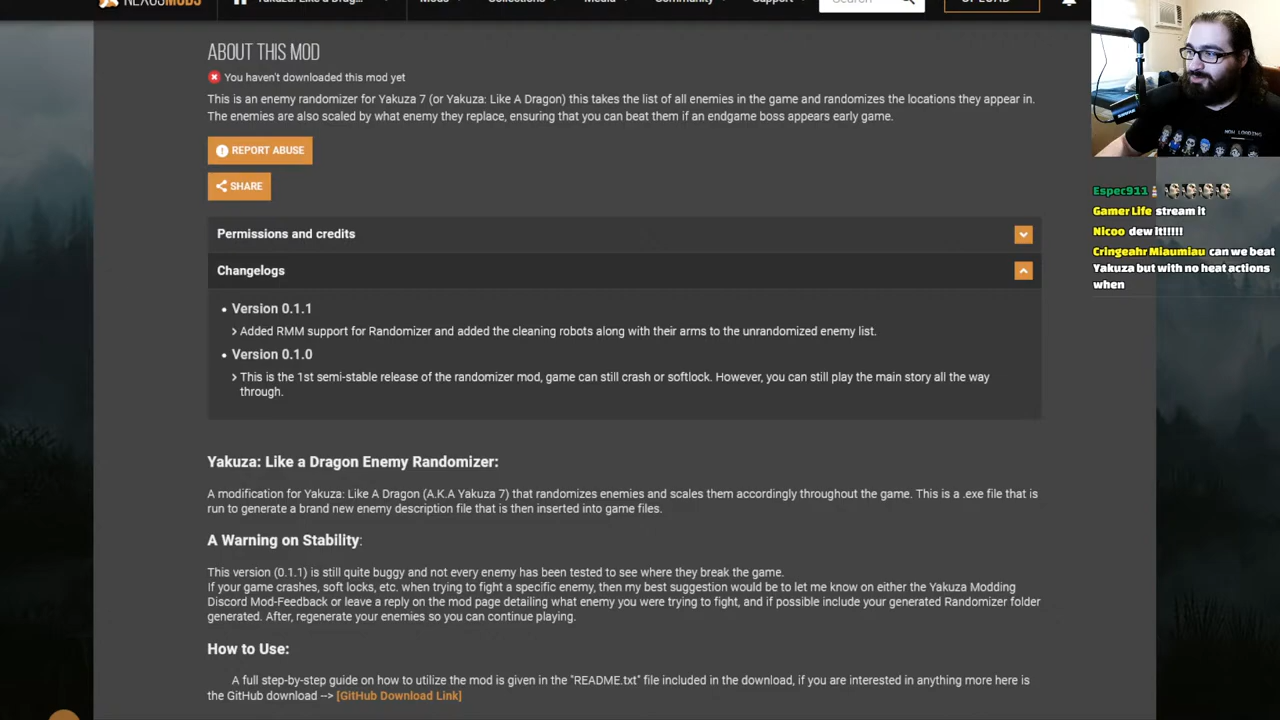 NEXUSMODS Yakuza: Like a Drag... Mods Collections Media Community Support Search UPLOAD
ABOUT THIS MOD
You haven't downloaded this mod yet
This is an enemy randomizer for Yakuza 7 (or Yakuza: Like A Dragon) this takes the list of all enemies in the game and randomizes the locations they appear in.
The enemies are also scaled by what enemy they replace, ensuring that you can beat them if an endgame boss appears early game.
REPORT ABUSE
SHARE
Permissions and credits
Changelogs
Version 0.1.1
Added RMM support for Randomizer and added the cleaning robots along with their arms to the unrandomized enemy list.
Version 0.1.0
This is the 1st semi-stable release of the randomizer mod, game can still crash or softlock. However, you can still play the main story all the way
through.
Yakuza: Like a Dragon Enemy Randomizer:
A modification for Yakuza: Like A Dragon (A.K.A Yakuza 7) that randomizes enemies and scales them accordingly throughout the game. This is a .exe file that is
run to generate a brand new enemy description file that is then inserted into game files.
A Warning on Stability:
This version (0.1.1) is still quite buggy and not every enemy has been tested to see where they break the game.
If your game crashes, soft locks, etc. when trying to fight a specific enemy, then my best suggestion would be to let me know on either the Yakuza Modding
Discord Mod-Feedback or leave a reply on the mod page detailing what enemy you were trying to fight, and if possible include your generated Randomizer folder
generated. After, regenerate your enemies so you can continue playing.
How to Use:
A full step-by-step guide on how to utilize the mod is given in the "README.txt" file included in the download, if you are interested in anything more here is
the GitHub download --> [GitHub Download Link]
Espec911
Gamer Life stream it
Nicoo dew it!!!!!
Cringeahr Miaumiau can we beat
Yakuza but with no heat actions
when